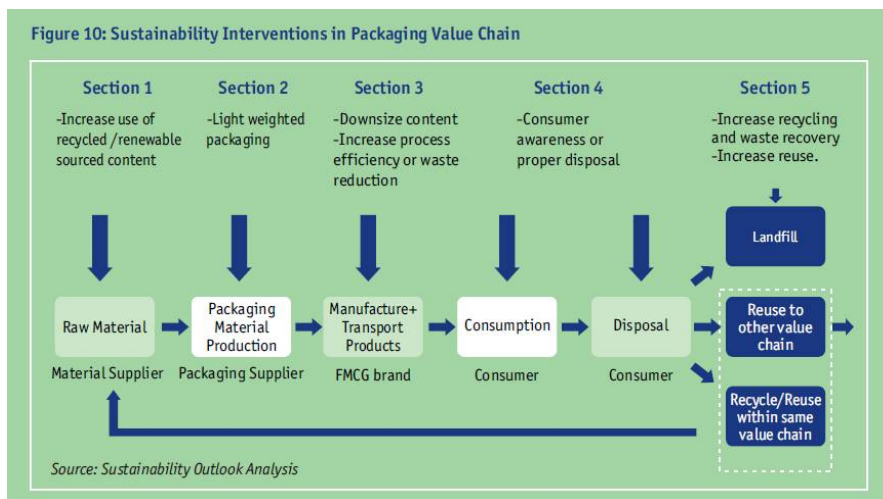 Figure 10: Sustainability Interventions in Packaging Value Chain
Section 1
-Increase use of
recycled /renewable
sourced content
Section 2
-Light weighted
packaging
Section 3
-Downsize content
-Increase process
efficiency or waste
reduction
Section 4
-Consumer
awareness or
proper disposal
Section 5
-Increase recycling
and waste recovery
-Increase reuse.
Landfill
Raw Material
Material Supplier
Packaging
Material
Production
Packaging Supplier
Manufacture+
Transport
Products
FMCG brand
Consumption
Consumer
Disposal
Consumer
Reuse to
other value
chain
Recycle/Reuse
within same
value chain
Source: Sustainability Outlook Analysis